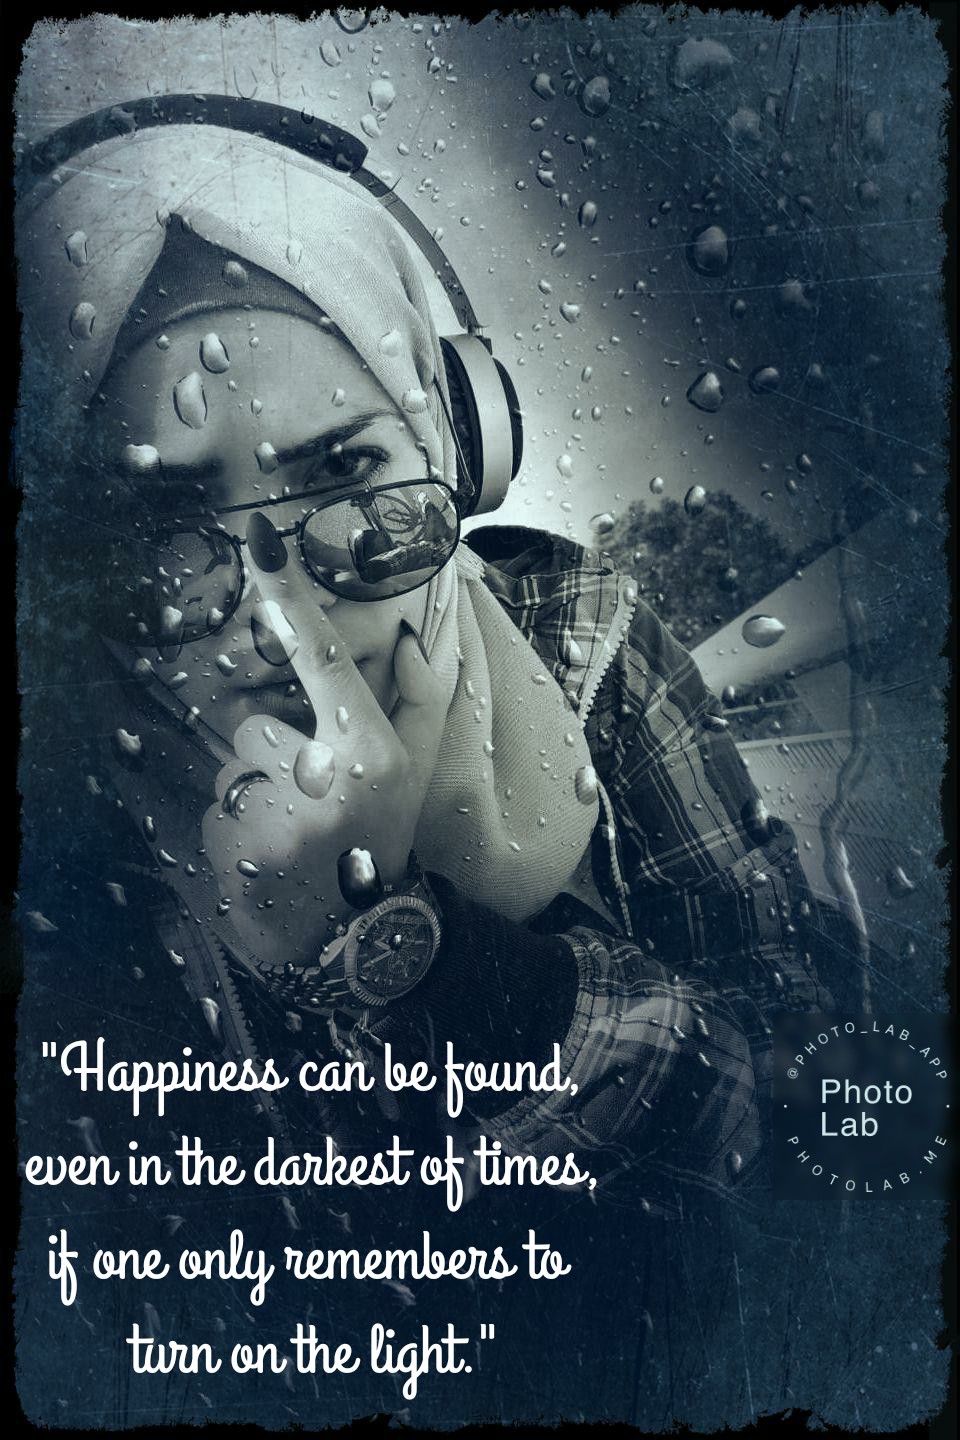 "Happiness can be found,
even in the darkest of times,
if one only remembers to
turn on the light."
@PHOTO_LAB_APP
Photo
Lab
PHOTOLAB.ME